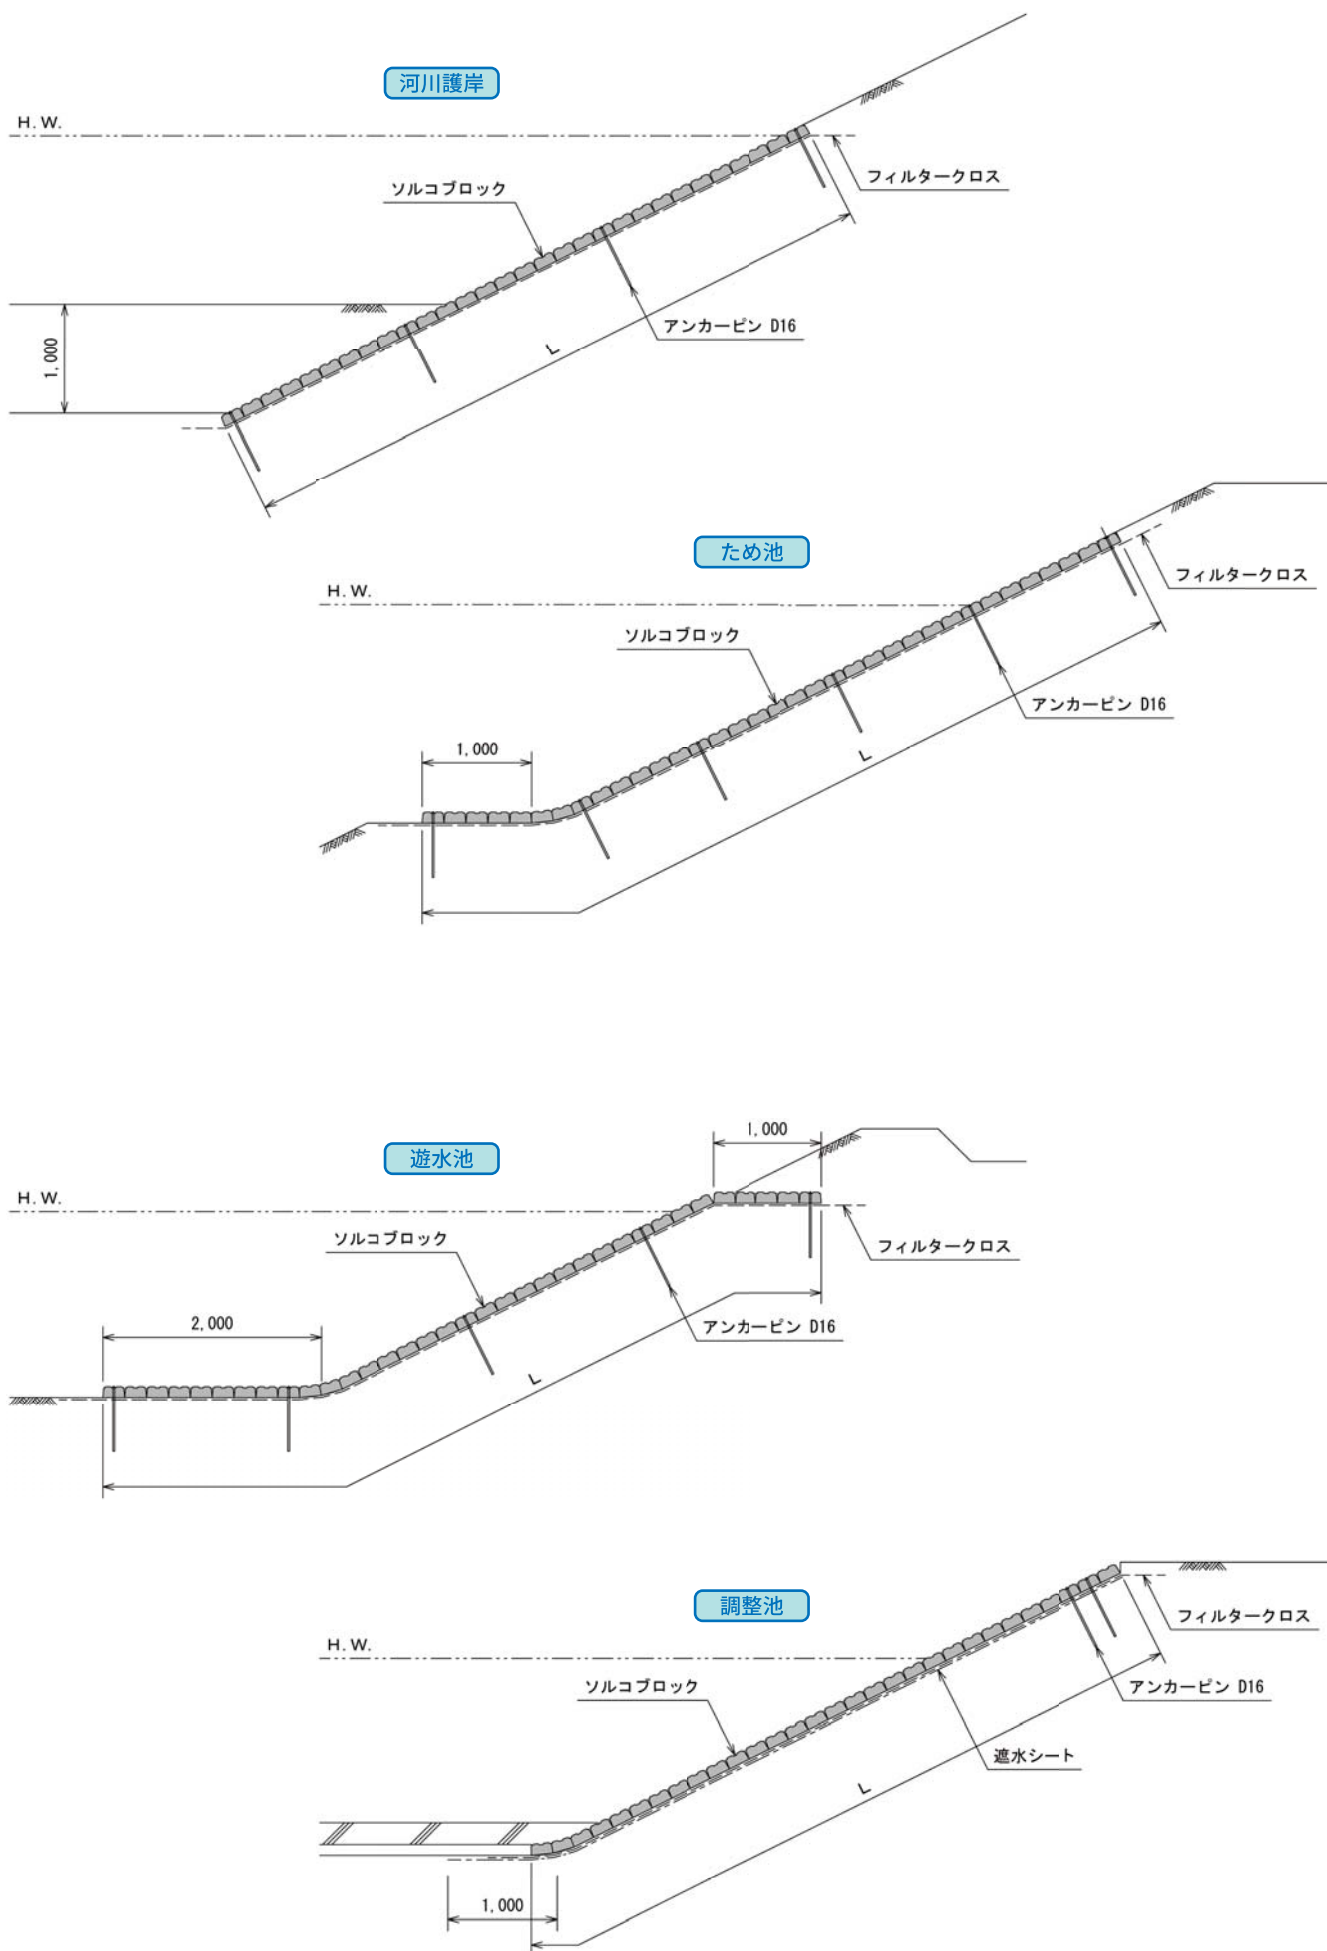 河川護岸
H.W.
ソルコブロック
フィルタークロス
アンカーピン D16
1,000
L
ため池
H.W.
ソルコブロック
フィルタークロス
アンカーピン D16
1,000
L
遊水池
1,000
H.W.
ソルコブロック
フィルタークロス
アンカーピン D16
2,000
L
調整池
H.W.
ソルコブロック
フィルタークロス
アンカーピン D16
遮水シート
L
1,000